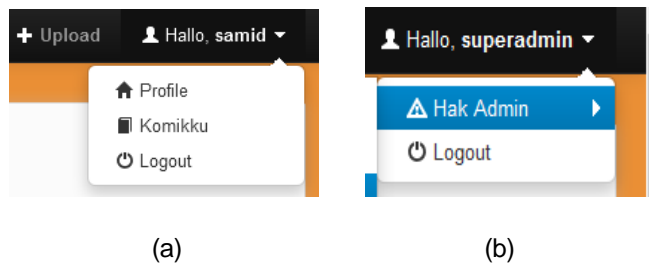 Upload Hallo, samid
Profile
Komikku
Logout
(a)
Hallo, superadmin
Hak Admin
Logout
(b)